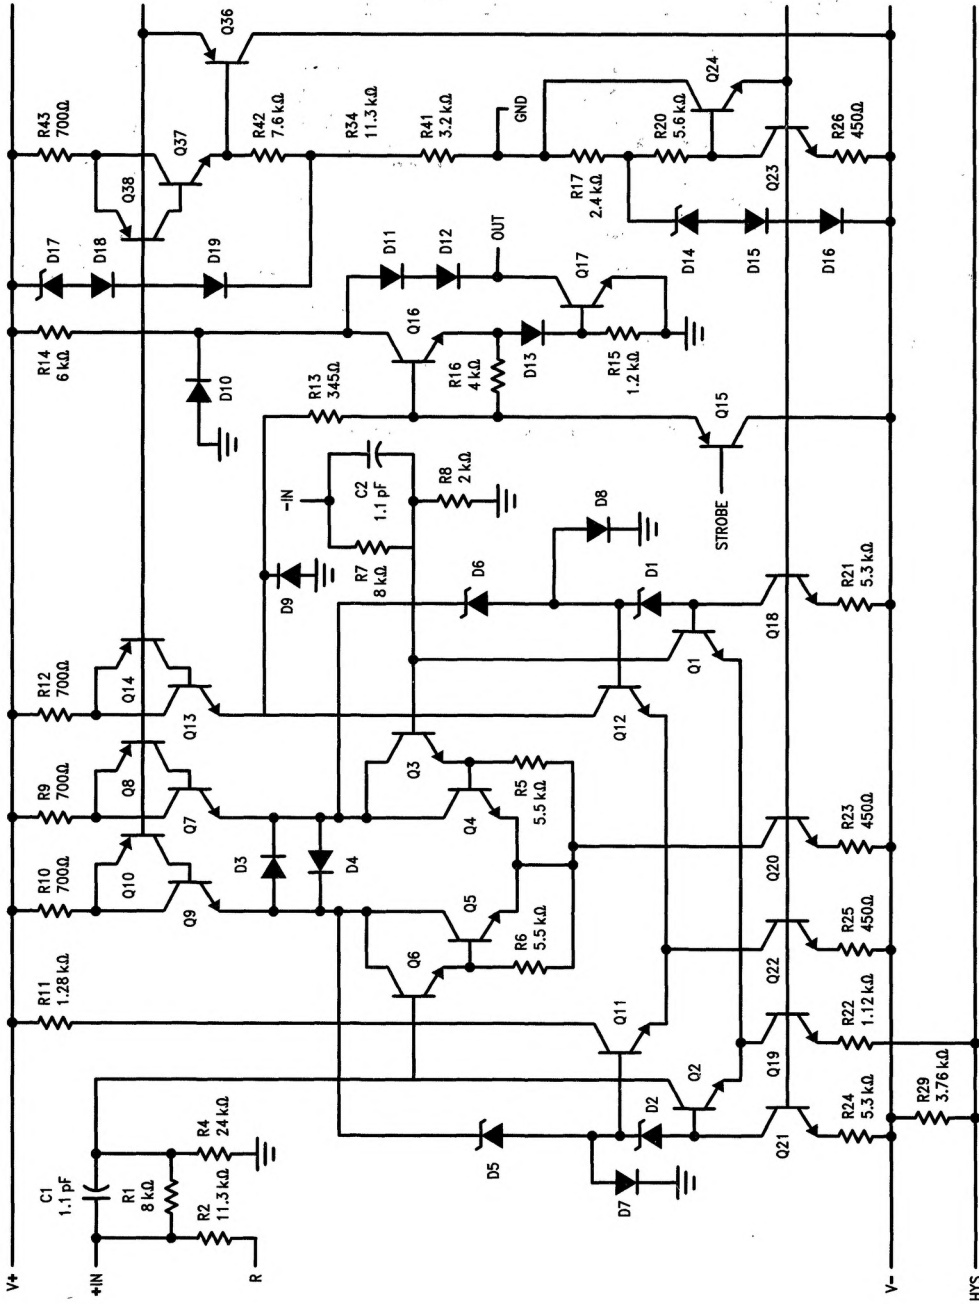 V+
R11
1.28 kΩ
R10
700Ω
R9
700Ω
R12
700Ω
R14
6 kΩ
R43
700Ω
C1
1.1 pF
+IN
R1
8 kΩ
R4
24 kΩ
R2
11.3 kΩ
R
Q10
Q9
Q8
Q7
Q14
Q13
D10
D17
D18
D19
Q38
Q37
Q36
R42
7.6 kΩ
R34
11.3 kΩ
R41
3.2 kΩ
GND
D3
D4
D9
R13
345Ω
D11
D12
OUT
-IN
R7
8 kΩ
C2
1.1 pF
R8
2 kΩ
Q6
Q5
Q3
Q4
R6
5.5 kΩ
R5
5.5 kΩ
Q16
R16
4 kΩ
D13
Q17
R15
1.2 kΩ
R17
2.4 kΩ
R20
5.6 kΩ
Q24
D5
D7
D2
Q2
Q11
Q12
D6
D8
D1
Q1
STROBE
Q15
D14
D15
D16
Q21
Q19
Q22
Q20
Q18
Q23
R24
5.3 kΩ
R22
1.12 kΩ
R25
450Ω
R23
450Ω
R21
5.3 kΩ
R26
450Ω
V-
R29
3.76 kΩ
HYS